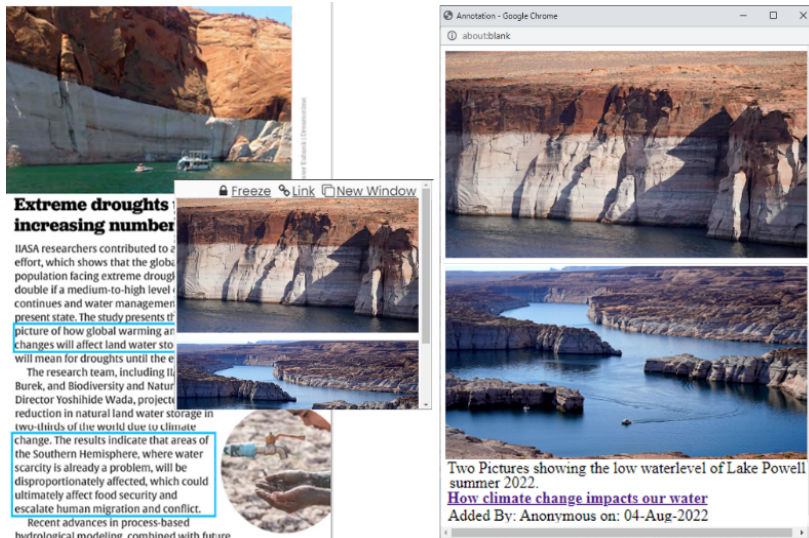 Extreme droughts
increasing number
IIASA researchers contributed to
effort, which shows that the globa
population facing extreme drough
double if a medium-to-high level
continues and water managemen
present state. The study presents th
picture of how global warming an
changes will affect land water sto
will mean for droughts until the e
The research team, including II
Burek, and Biodiversity and Natur
Director Yoshihide Wada, projecte
reduction in natural land water storage in
two-thirds of the world due to climate
change. The results indicate that areas of
the Southern Hemisphere, where water
scarcity is already a problem, will be
disproportionately affected, which could
ultimately affect food security and
escalate human migration and conflict.
Recent advances in process-based
hydrological modeling, combined with future
Freeze Link New Window
Annotation - Google Chrome
about:blank
Two Pictures showing the low waterlevel of Lake Powell
summer 2022.
How climate change impacts our water
Added By: Anonymous on: 04-Aug-2022